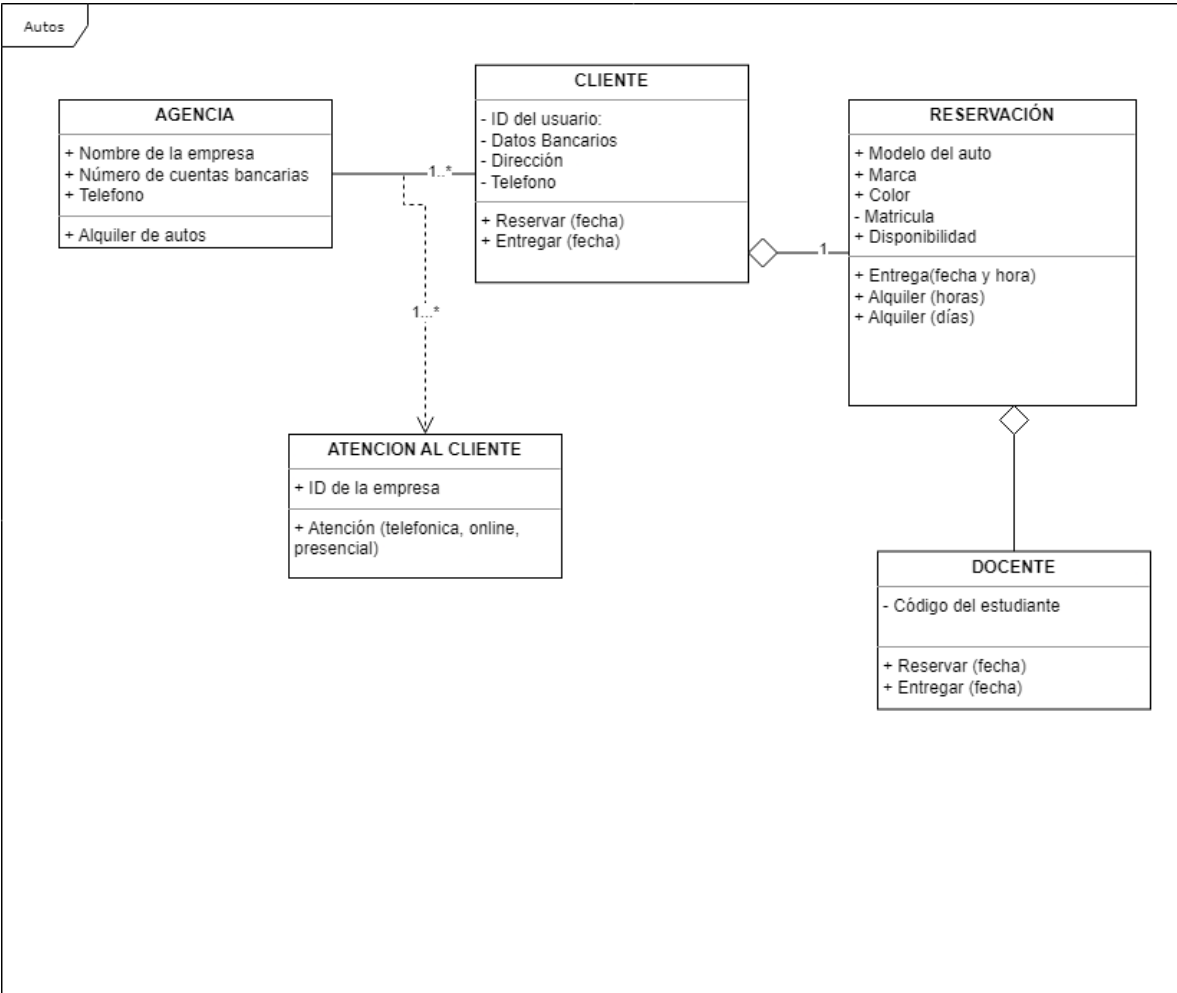 Autos
AGENCIA
+ Nombre de la empresa
+ Número de cuentas bancarias
+ Telefono
+ Alquiler de autos
1..*
CLIENTE
- ID del usuario:
- Datos Bancarios
- Dirección
- Telefono
+ Reservar (fecha)
+ Entregar (fecha)
1
RESERVACIÓN
+ Modelo del auto
+ Marca
+ Color
- Matricula
+ Disponibilidad
+ Entrega(fecha y hora)
+ Alquiler (horas)
+ Alquiler (días)
1...*
ATENCION AL CLIENTE
+ ID de la empresa
+ Atención (telefonica, online,
presencial)
DOCENTE
- Código del estudiante
+ Reservar (fecha)
+ Entregar (fecha)